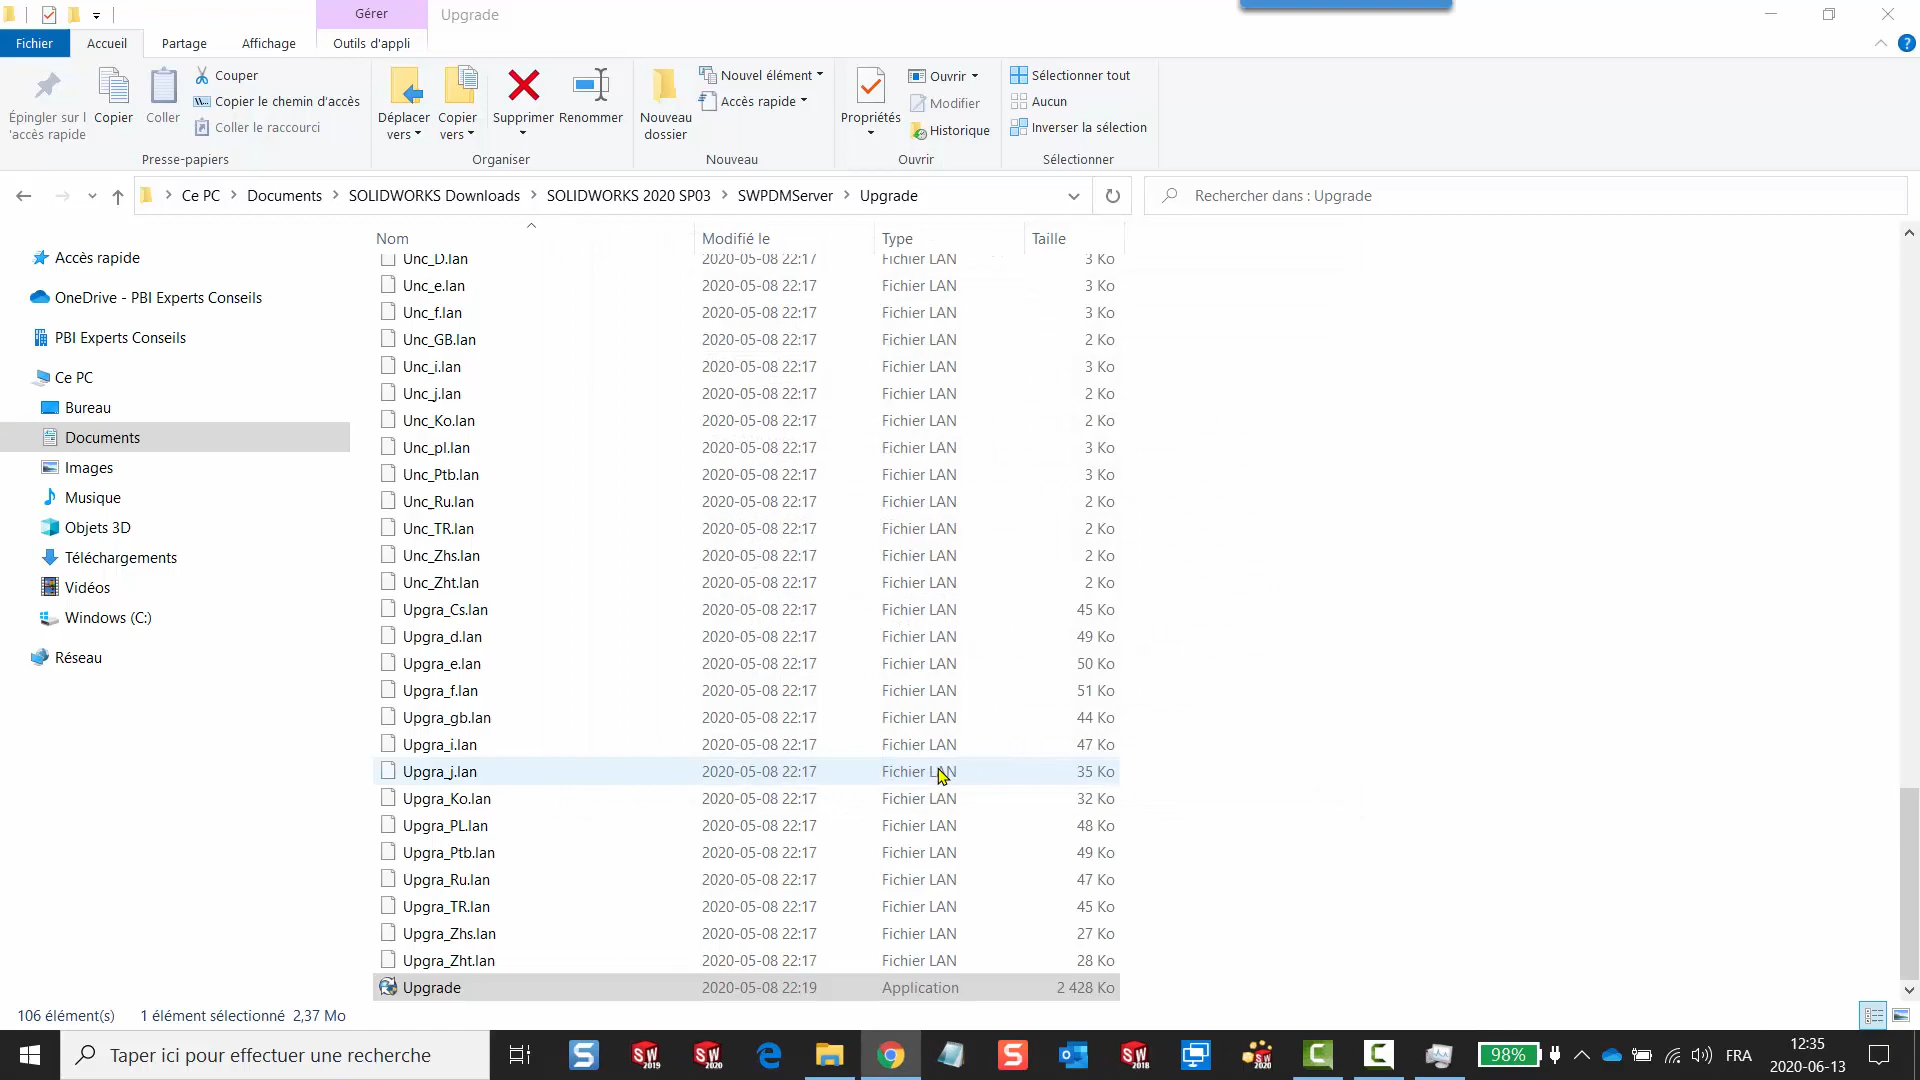 Gérer
Upgrade
Fichier
Accueil
Partage
Affichage
Outils d'appli
Épingler sur l
'accès rapide
Copier
Coller
Couper
Copier le chemin d'accès
Coller le raccourci
Presse-papiers
Déplacer
vers
Copier
vers
Supprimer
Renommer
Organiser
Nouveau
dossier
Nouvel élément
Accès rapide
Nouveau
Propriétés
Ouvrir
Modifier
Historique
Ouvrir
Sélectionner tout
Aucun
Inverser la sélection
Sélectionner
Ce PC > Documents > SOLIDWORKS Downloads > SOLIDWORKS 2020 SP03 > SWPDMServer > Upgrade
Rechercher dans : Upgrade
Accès rapide
OneDrive - PBI Experts Conseils
PBI Experts Conseils
Ce PC
Bureau
Documents
Images
Musique
Objets 3D
Téléchargements
Vidéos
Windows (C:)
Réseau
Nom Modifié le Type Taille
Unc_D.lan 2020-05-08 22:17 Fichier LAN 3 Ko
Unc_e.lan 2020-05-08 22:17 Fichier LAN 3 Ko
Unc_f.lan 2020-05-08 22:17 Fichier LAN 3 Ko
Unc_GB.lan 2020-05-08 22:17 Fichier LAN 2 Ko
Unc_i.lan 2020-05-08 22:17 Fichier LAN 3 Ko
Unc_j.lan 2020-05-08 22:17 Fichier LAN 2 Ko
Unc_Ko.lan 2020-05-08 22:17 Fichier LAN 2 Ko
Unc_pl.lan 2020-05-08 22:17 Fichier LAN 3 Ko
Unc_Ptb.lan 2020-05-08 22:17 Fichier LAN 3 Ko
Unc_Ru.lan 2020-05-08 22:17 Fichier LAN 2 Ko
Unc_TR.lan 2020-05-08 22:17 Fichier LAN 2 Ko
Unc_Zhs.lan 2020-05-08 22:17 Fichier LAN 2 Ko
Unc_Zht.lan 2020-05-08 22:17 Fichier LAN 2 Ko
Upgra_Cs.lan 2020-05-08 22:17 Fichier LAN 45 Ko
Upgra_d.lan 2020-05-08 22:17 Fichier LAN 49 Ko
Upgra_e.lan 2020-05-08 22:17 Fichier LAN 50 Ko
Upgra_f.lan 2020-05-08 22:17 Fichier LAN 51 Ko
Upgra_gb.lan 2020-05-08 22:17 Fichier LAN 44 Ko
Upgra_i.lan 2020-05-08 22:17 Fichier LAN 47 Ko
Upgra_j.lan 2020-05-08 22:17 Fichier LAN 35 Ko
Upgra_Ko.lan 2020-05-08 22:17 Fichier LAN 32 Ko
Upgra_PL.lan 2020-05-08 22:17 Fichier LAN 48 Ko
Upgra_Ptb.lan 2020-05-08 22:17 Fichier LAN 49 Ko
Upgra_Ru.lan 2020-05-08 22:17 Fichier LAN 47 Ko
Upgra_TR.lan 2020-05-08 22:17 Fichier LAN 45 Ko
Upgra_Zhs.lan 2020-05-08 22:17 Fichier LAN 27 Ko
Upgra_Zht.lan 2020-05-08 22:17 Fichier LAN 28 Ko
Upgrade 2020-05-08 22:19 Application 2 428 Ko
106 élément(s) 1 élément sélectionné 2,37 Mo
Taper ici pour effectuer une recherche
S
SW 2019
SW 2020
S
SW 2018
2020
98%
FRA
12:35
2020-06-13